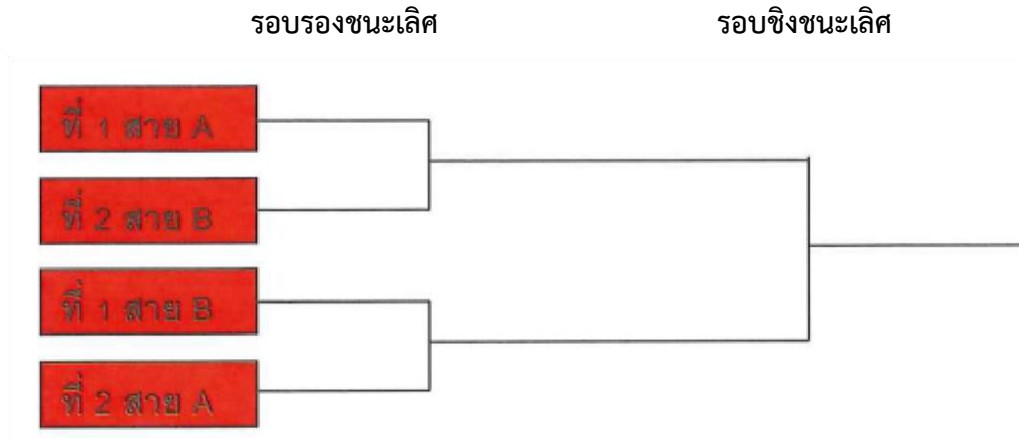 รอบรองชนะเลิศ รอบชิงชนะเลิศ
ที่ 1 สาย A
ที่ 2 สาย B
ที่ 1 สาย B
ที่ 2 สาย A